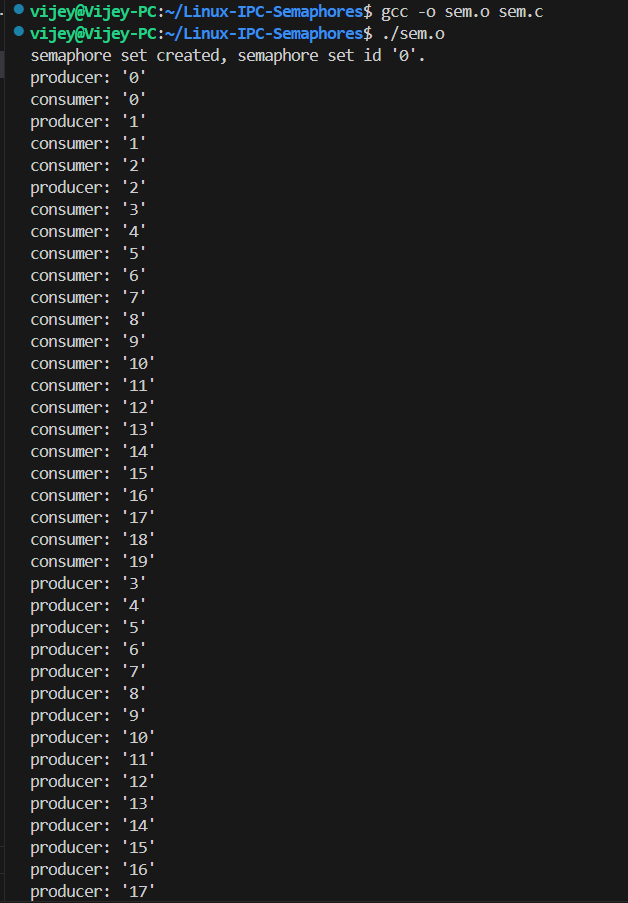 vijey@Vijey-PC:~/Linux-IPC-Semaphores$ gcc -o sem.o sem.c
vijey@Vijey-PC:~/Linux-IPC-Semaphores$ ./sem.o
semaphore set created, semaphore set id '0'.
producer: '0'
consumer: '0'
producer: '1'
consumer: '1'
consumer: '2'
producer: '2'
consumer: '3'
consumer: '4'
consumer: '5'
consumer: '6'
consumer: '7'
consumer: '8'
consumer: '9'
consumer: '10'
consumer: '11'
consumer: '12'
consumer: '13'
consumer: '14'
consumer: '15'
consumer: '16'
consumer: '17'
consumer: '18'
consumer: '19'
producer: '3'
producer: '4'
producer: '5'
producer: '6'
producer: '7'
producer: '8'
producer: '9'
producer: '10'
producer: '11'
producer: '12'
producer: '13'
producer: '14'
producer: '15'
producer: '16'
producer: '17'